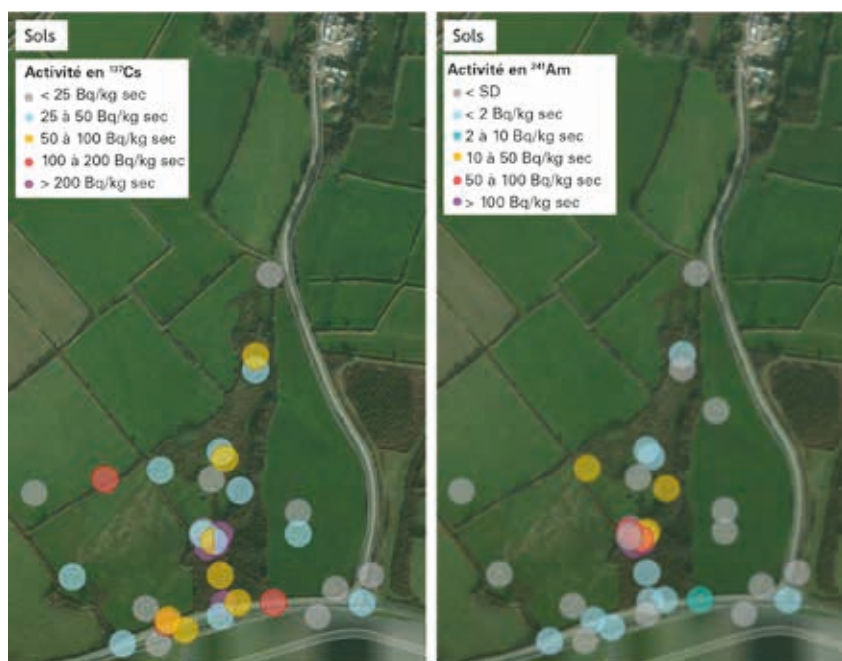 Sols
Activité en ¹³⁷Cs
< 25 Bq/kg sec
25 à 50 Bq/kg sec
50 à 100 Bq/kg sec
100 à 200 Bq/kg sec
> 200 Bq/kg sec
Sols
Activité en ²⁴¹Am
< SD
< 2 Bq/kg sec
2 à 10 Bq/kg sec
10 à 50 Bq/kg sec
50 à 100 Bq/kg sec
> 100 Bq/kg sec